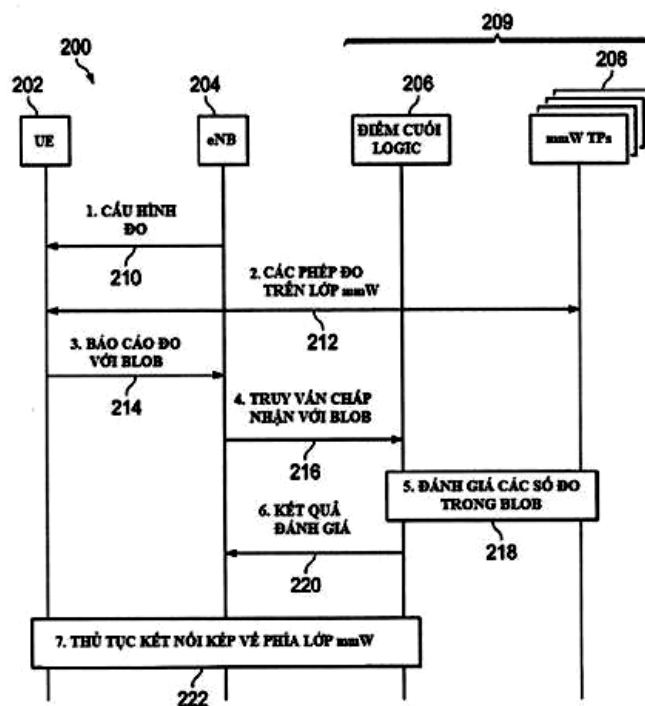 209
200
202
204
206
208
UE
eNB
ĐIỂM CUỐI
LOGIC
mmW TPs
1. CẤU HÌNH
ĐO
210
2. CÁC PHÉP ĐO
TRÊN LỚP mmW
212
3. BÁO CÁO ĐO
VỚI BLOB
214
4. TRUY VẤN CHẤP
NHẬN VỚI BLOB
216
5. ĐÁNH GIÁ CÁC SỐ ĐO
TRONG BLOB
218
6. KẾT QUẢ
ĐÁNH GIÁ
220
7. THỦ TỤC KẾT NỐI KÉP VỀ PHÍA LỚP mmW
222